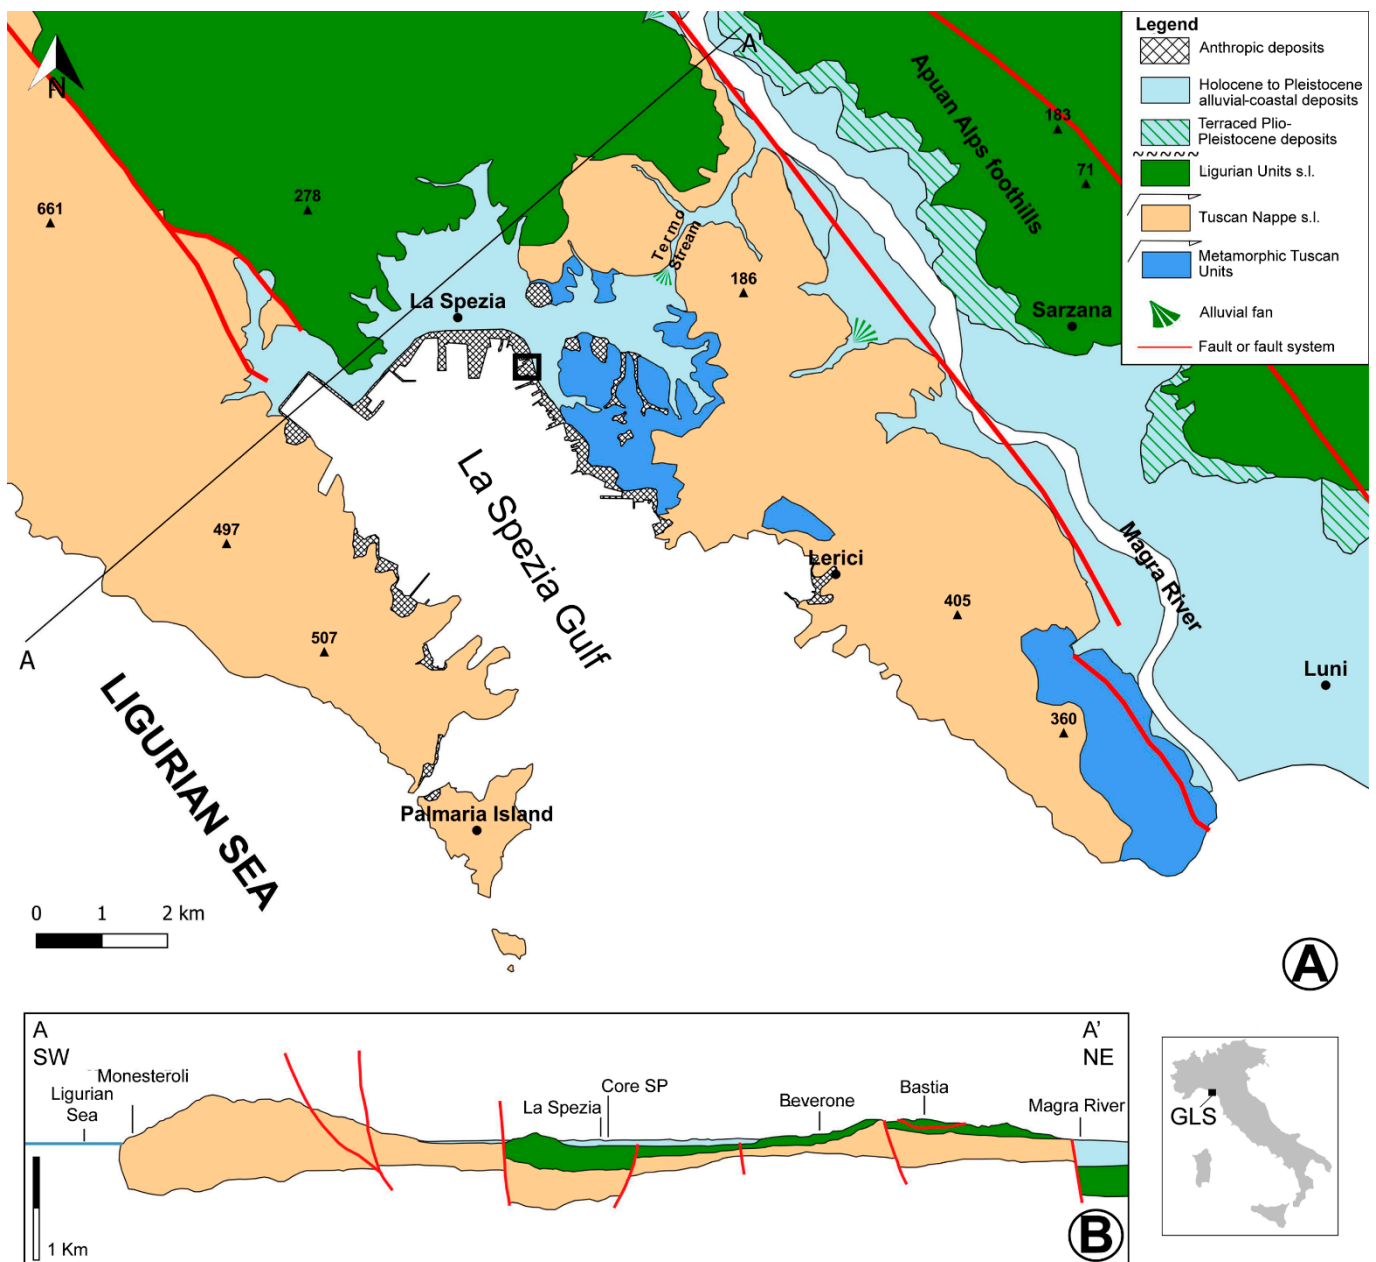 A'
N
Apuan Alps foothills
183
71
661
278
Termo
Stream
186
La Spezia
Sarzana
Legend
Anthropic deposits
Holocene to Pleistocene
alluvial-coastal deposits
Terraced Plio-
Pleistocene deposits
Ligurian Units s.l.
Tuscan Nappe s.l.
Metamorphic Tuscan
Units
Alluvial fan
Fault or fault system
La Spezia Gulf
497
Lerici
Magra River
405
507
A
Luni
360
LIGURIAN SEA
Palmaria Island
0 1 2 km
A
A
SW
A'
NE
Monesteroli
Ligurian
Sea
La Spezia
Core SP
Beverone
Bastia
Magra River
1 Km
B
GLS